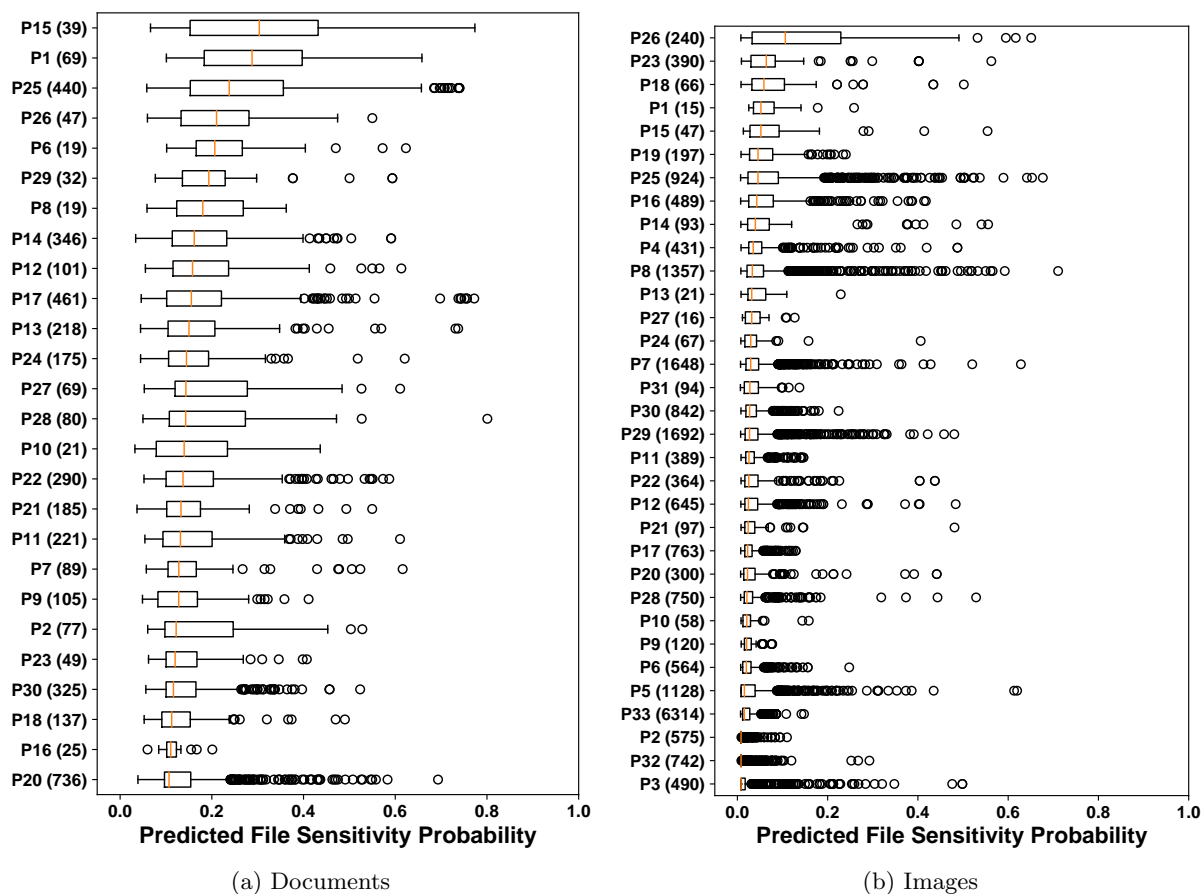 P15 (39)
P1 (69)
P25 (440)
P26 (47)
P6 (19)
P29 (32)
P8 (19)
P14 (346)
P12 (101)
P17 (461)
P13 (218)
P24 (175)
P27 (69)
P28 (80)
P10 (21)
P22 (290)
P21 (185)
P11 (221)
P7 (89)
P9 (105)
P2 (77)
P23 (49)
P30 (325)
P18 (137)
P16 (25)
P20 (736)
0.0 0.2 0.4 0.6 0.8 1.0
Predicted File Sensitivity Probability
(a) Documents
P26 (240)
P23 (390)
P18 (66)
P1 (15)
P15 (47)
P19 (197)
P25 (924)
P16 (489)
P14 (93)
P4 (431)
P8 (1357)
P13 (21)
P27 (16)
P24 (67)
P7 (1648)
P31 (94)
P30 (842)
P29 (1692)
P11 (389)
P22 (364)
P12 (645)
P21 (97)
P17 (763)
P20 (300)
P28 (750)
P10 (58)
P9 (120)
P6 (564)
P5 (1128)
P33 (6314)
P2 (575)
P32 (742)
P3 (490)
0.0 0.2 0.4 0.6 0.8 1.0
Predicted File Sensitivity Probability
(b) Images